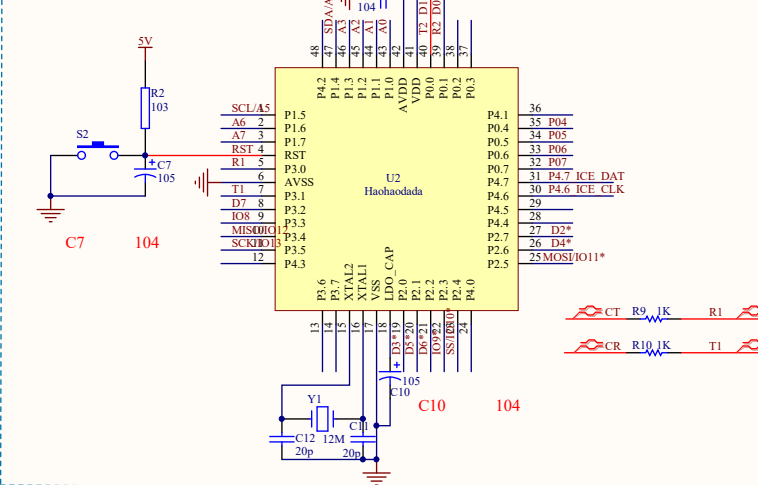 104
SDA/A
A3
A2
A1
A0
T2 D1
R2 D0
48
47
46
45
44
43
42
41
40
39
38
37
P4.2
P1.4
P1.3
P1.2
P1.1
P1.0
AVDD
VDD
P0.0
P0.1
P0.2
P0.3
5V
R2
103
S2
C7
105
C7 104
SCL/A5 1 P1.5
A6 2 P1.6
A7 3 P1.7
RST 4 RST
R1 5 P3.0
6 AVSS
T1 7 P3.1
D7 8 P3.2
IO8 9 P3.3
MISO/IO12 10 P3.4
SCK/IO13 11 P3.5
12 P4.3
U2
Haohaodada
P4.1 36
P0.4 35 P04
P0.5 34 P05
P0.6 33 P06
P0.7 32 P07
P4.7 31 P4.7 ICE_DAT
P4.6 30 P4.6 ICE_CLK
P4.5 29
P4.4 28
P2.7 27 D2*
P2.6 26 D4*
P2.5 25 MOSI/IO11*
P3.6
P3.7
XTAL2
XTAL1
VSS
LDO_CAP
P2.0
P2.1
P2.2
P2.3
P2.4
P4.0
13
14
15
16
17
18
19
20
21
22
23
24
D3*
D5*
D6*
IO9*
SS/IO10*
CT R9 1K R1
CR R10 1K T1
105
C10
C10 104
Y1
12M
C12
20p
C11
20p